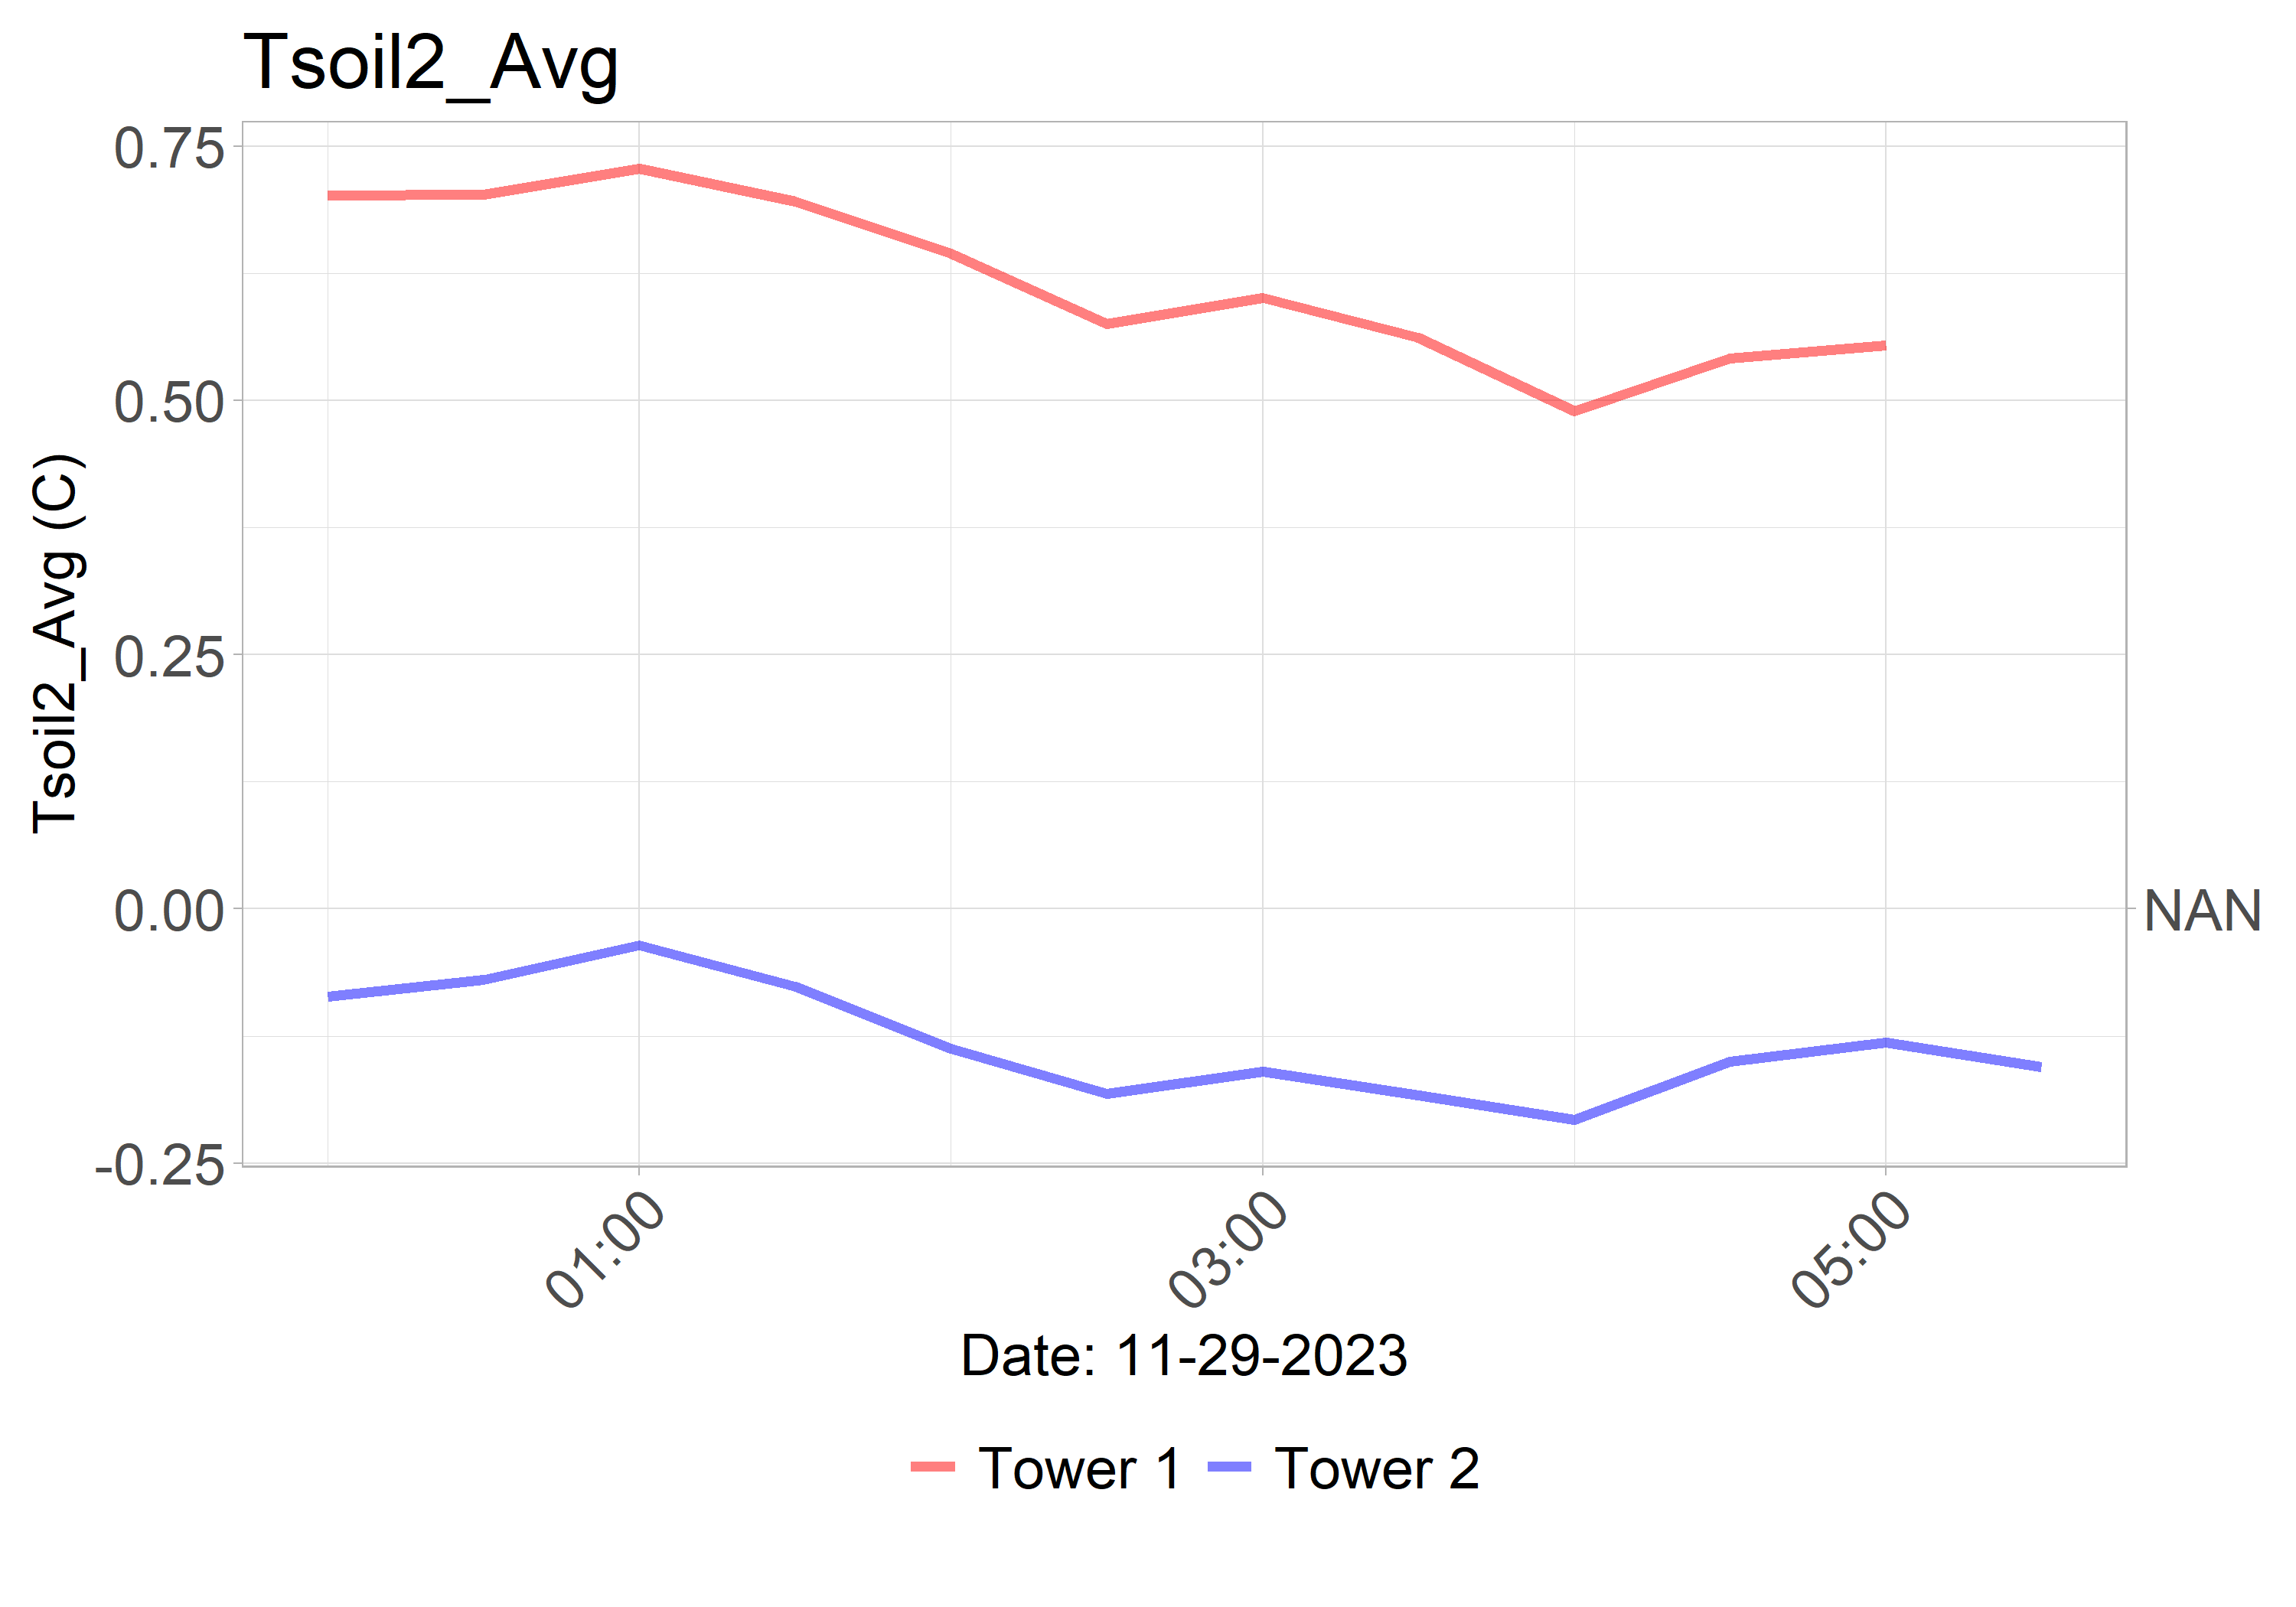 Tsoil2_Avg
Tsoil2_Avg (C)
0.75
0.50
0.25
0.00
-0.25
NAN
01:00
03:00
05:00
Date: 11-29-2023
Tower 1
Tower 2